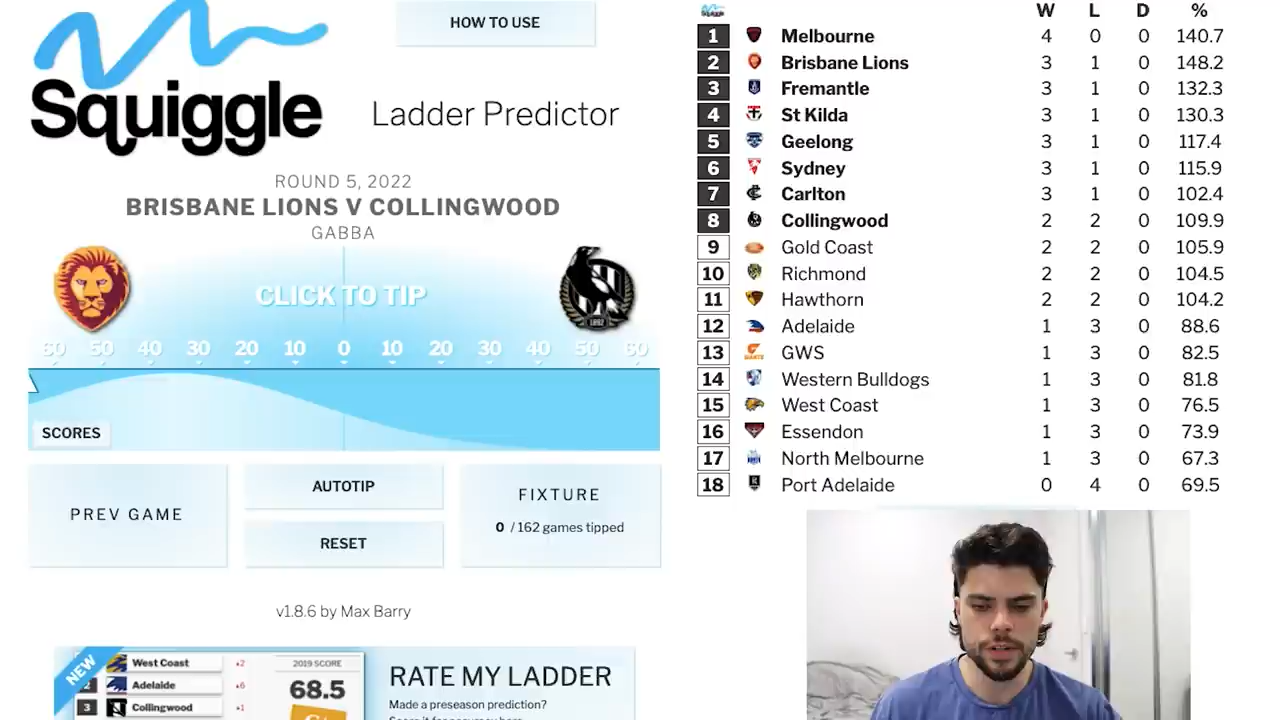 HOW TO USE
Squiggle
Ladder Predictor
ROUND 5, 2022
BRISBANE LIONS V COLLINGWOOD
GABBA
CLICK TO TIP
60 50 40 30 20 10 0 10 20 30 40 50 60
SCORES
PREV GAME
AUTOTIP
RESET
FIXTURE
0 / 162 games tipped
v1.8.6 by Max Barry
NEW
West Coast 2
2 Adelaide 6
3 Collingwood 1
2019 SCORE
68.5
RATE MY LADDER
Made a preseason prediction?
Score it for accuracy here
W L D %
1 Melbourne 4 0 0 140.7
2 Brisbane Lions 3 1 0 148.2
3 Fremantle 3 1 0 132.3
4 St Kilda 3 1 0 130.3
5 Geelong 3 1 0 117.4
6 Sydney 3 1 0 115.9
7 Carlton 3 1 0 102.4
8 Collingwood 2 2 0 109.9
9 Gold Coast 2 2 0 105.9
10 Richmond 2 2 0 104.5
11 Hawthorn 2 2 0 104.2
12 Adelaide 1 3 0 88.6
13 GWS 1 3 0 82.5
14 Western Bulldogs 1 3 0 81.8
15 West Coast 1 3 0 76.5
16 Essendon 1 3 0 73.9
17 North Melbourne 1 3 0 67.3
18 Port Adelaide 0 4 0 69.5